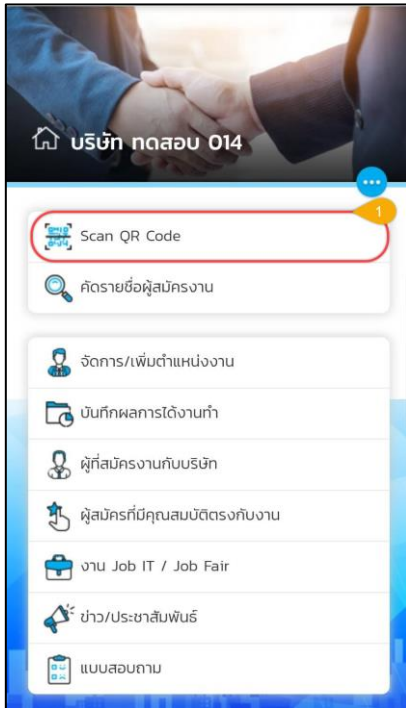 บริษัท ทดสอบ 014
1
Scan QR Code
คัดรายชื่อผู้สมัครงาน
จัดการ/เพิ่มตำแหน่งงาน
บันทึกผลการได้งานทำ
ผู้ที่สมัครงานกับบริษัท
ผู้สมัครที่มีคุณสมบัติตรงกับงาน
งาน Job IT / Job Fair
ข่าว/ประชาสัมพันธ์
แบบสอบถาม